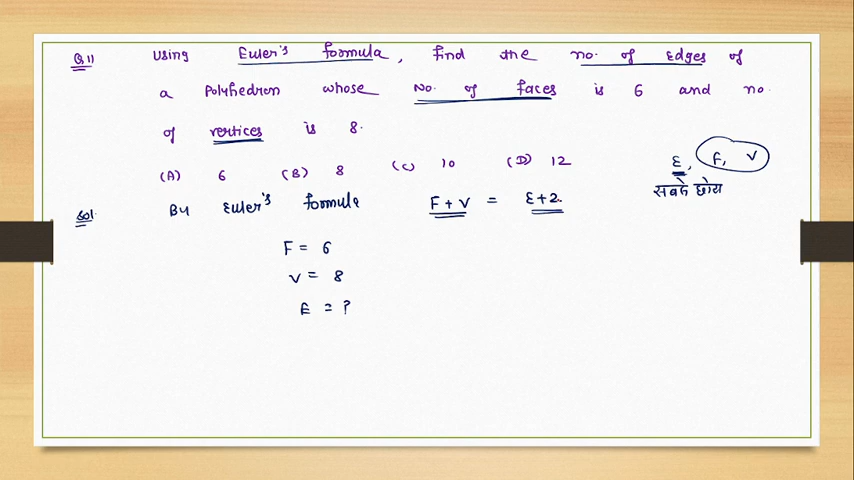 Q.11 Using Euler's formula, find the no. of Edges of
a Polyhedron whose No. of faces is 6 and no.
of vertices is 8.
(A) 6 (B) 8 (C) 10 (D) 12
E, F, V
सबसे छोटा
Sol. By Euler's formula F + V = E + 2.
F = 6
V = 8
E = ?